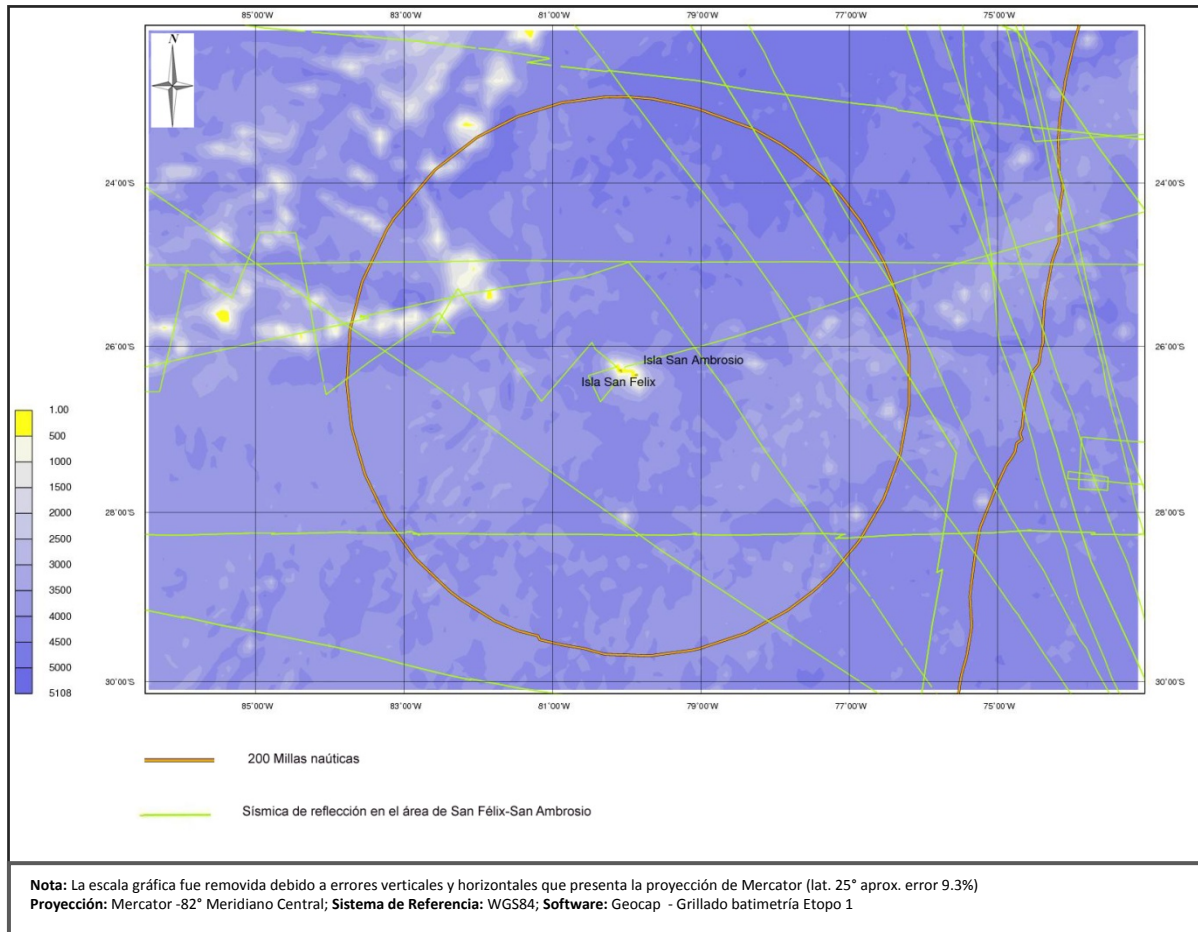 85°00'W 83°00'W 81°00'W 79°00'W 77°00'W 75°00'W
N
24°00'S 24°00'S
26°00'S 26°00'S
Isla San Ambrosio
Isla San Felix
1.00
500
1000
1500
2000
2500
3000
3500
4000
4500
5000
5108
28°00'S 28°00'S
30°00'S 30°00'S
85°00'W 83°00'W 81°00'W 79°00'W 77°00'W 75°00'W
200 Millas naúticas
Sísmica de reflección en el área de San Félix-San Ambrosio
Nota: La escala gráfica fue removida debido a errores verticales y horizontales que presenta la proyección de Mercator (lat. 25° aprox. error 9.3%)
Proyección: Mercator -82° Meridiano Central; Sistema de Referencia: WGS84; Software: Geocap - Grillado batimetría Etopo 1